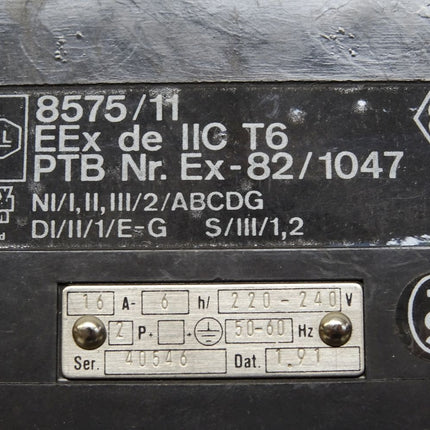 8575/11
EEx de IIC T6
PTB Nr. Ex-82/1047
NI/I,II,III/2/ABCDG
DI/II/1/E-G S/III/1,2
16 A- 6 h/ 220-240 V
2 P+ + 50-60 Hz
Ser. 40546 Dat. 1.91